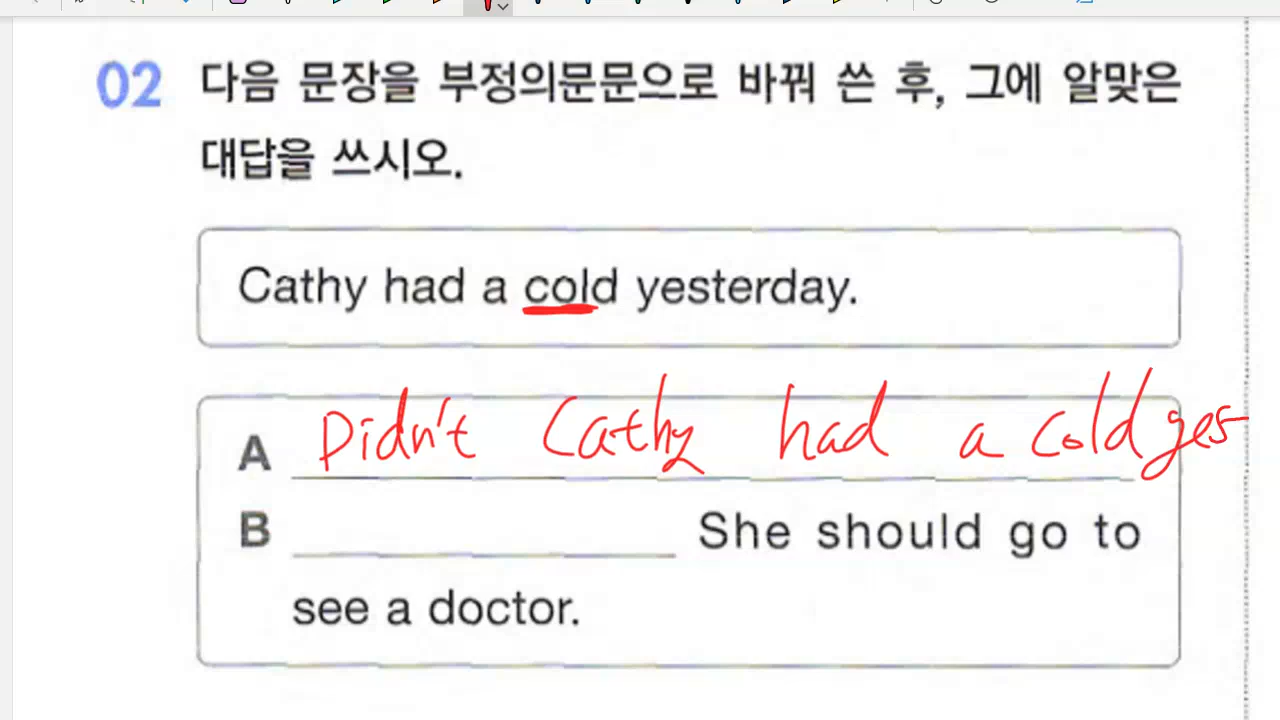 02 다음 문장을 부정의문문으로 바꿔 쓴 후, 그에 알맞은
대답을 쓰시오.
Cathy had a cold yesterday.
A Didn't Cathy had a cold yes
B She should go to
see a doctor.